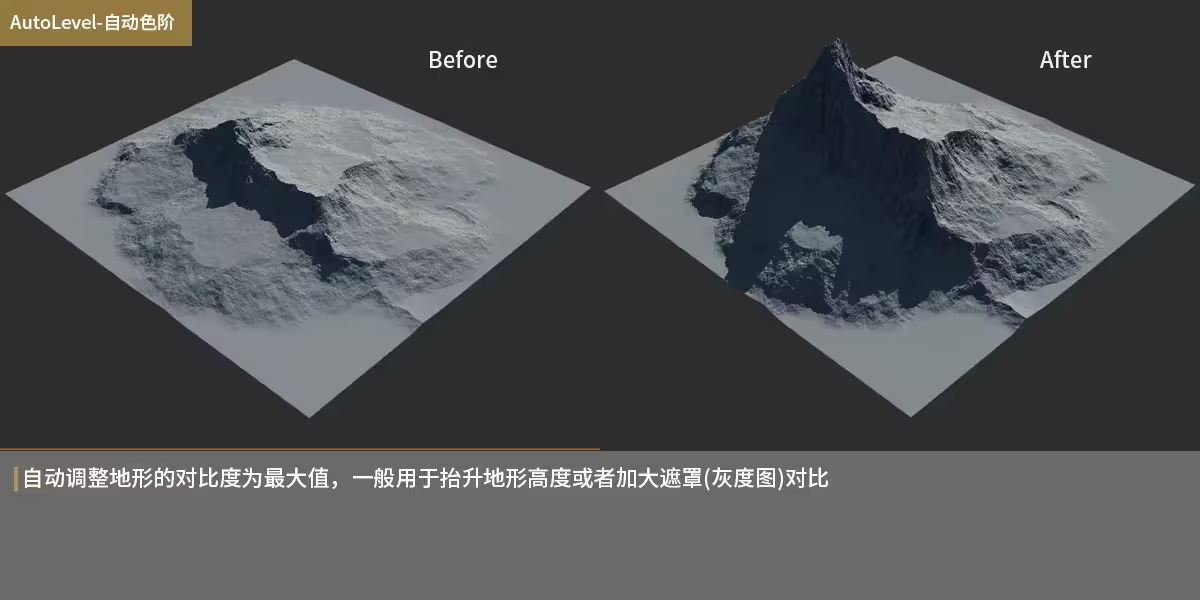 AutoLevel-自动色阶
Before
After
自动调整地形的对比度为最大值，一般用于抬升地形高度或者加大遮罩(灰度图)对比